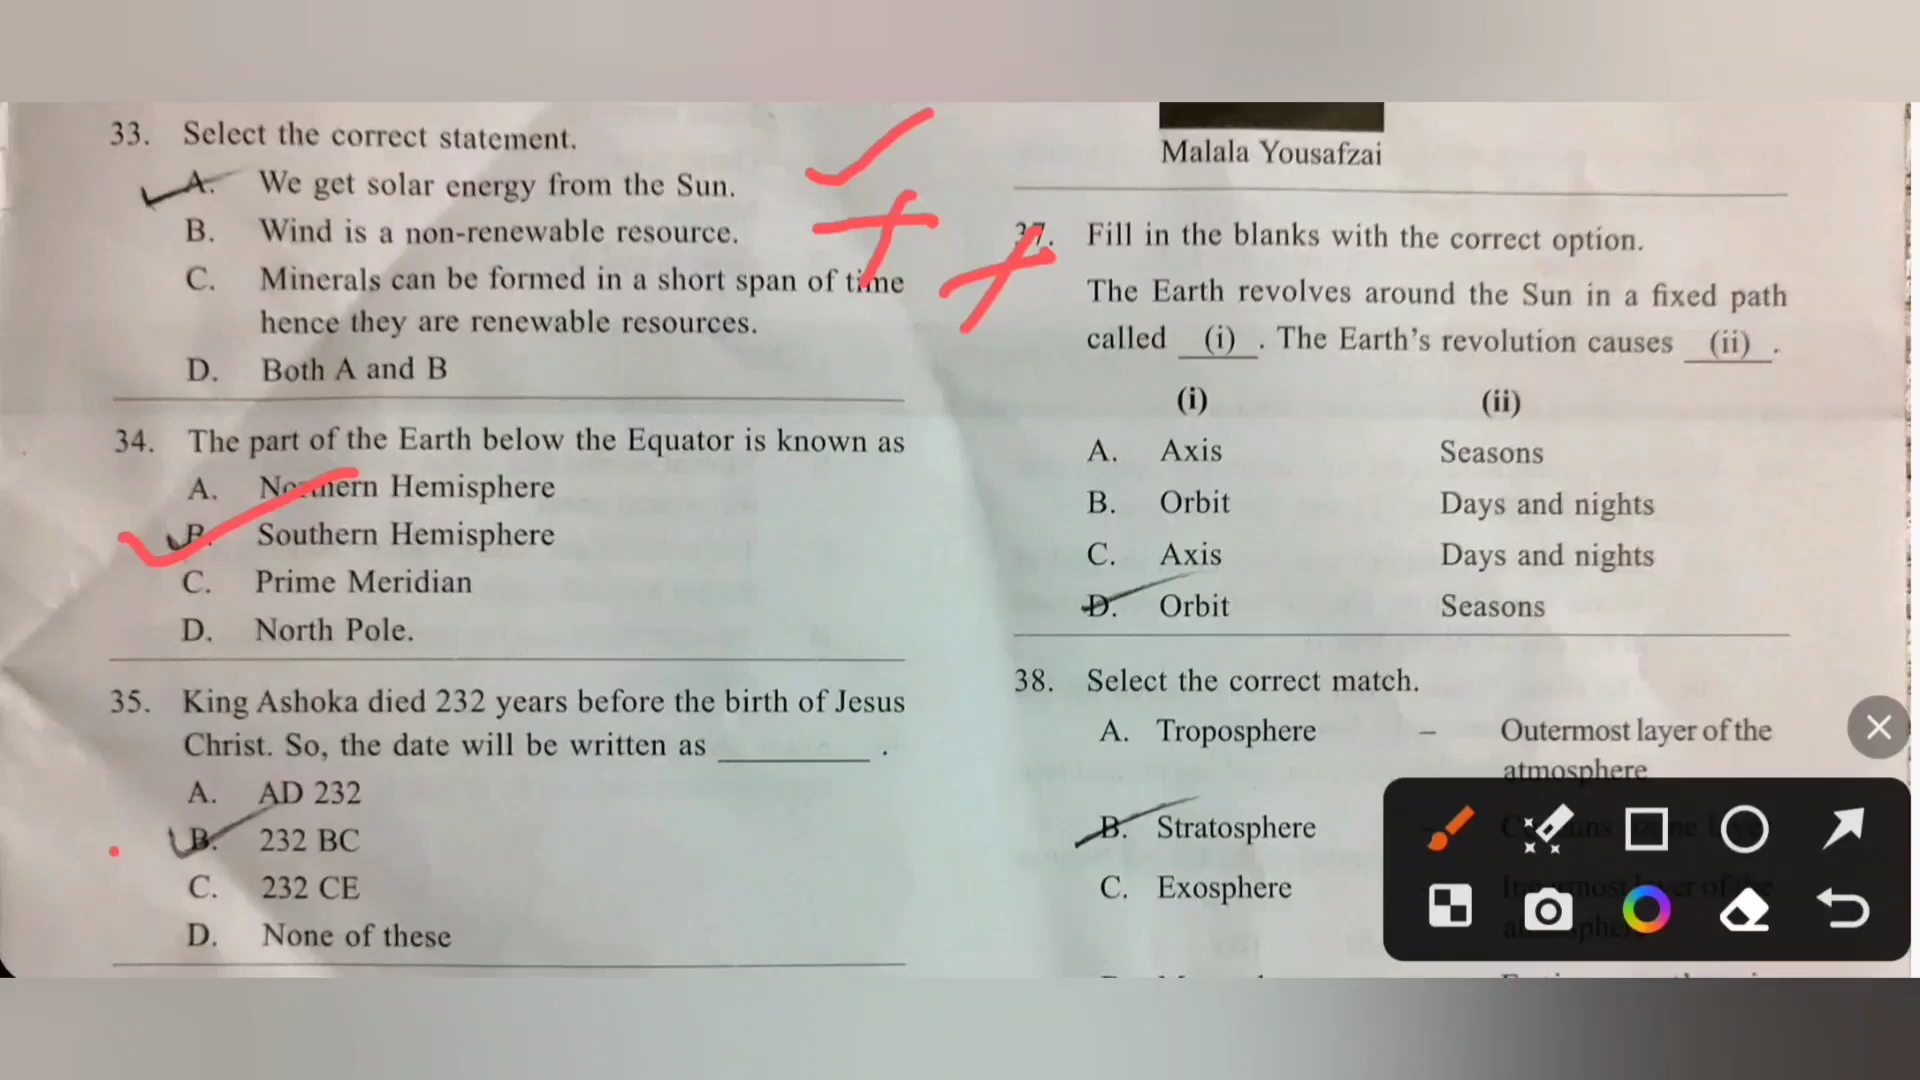 33. Select the correct statement.
A. We get solar energy from the Sun.
B. Wind is a non-renewable resource.
C. Minerals can be formed in a short span of time
hence they are renewable resources.
D. Both A and B
34. The part of the Earth below the Equator is known as
A. Northern Hemisphere
B. Southern Hemisphere
C. Prime Meridian
D. North Pole.
35. King Ashoka died 232 years before the birth of Jesus
Christ. So, the date will be written as ________ .
A. AD 232
B. 232 BC
C. 232 CE
D. None of these
Malala Yousafzai
37. Fill in the blanks with the correct option.
The Earth revolves around the Sun in a fixed path
called (i) . The Earth's revolution causes (ii) .
(i) (ii)
A. Axis Seasons
B. Orbit Days and nights
C. Axis Days and nights
D. Orbit Seasons
38. Select the correct match.
A. Troposphere – Outermost layer of the
atmosphere
B. Stratosphere
C. Exosphere